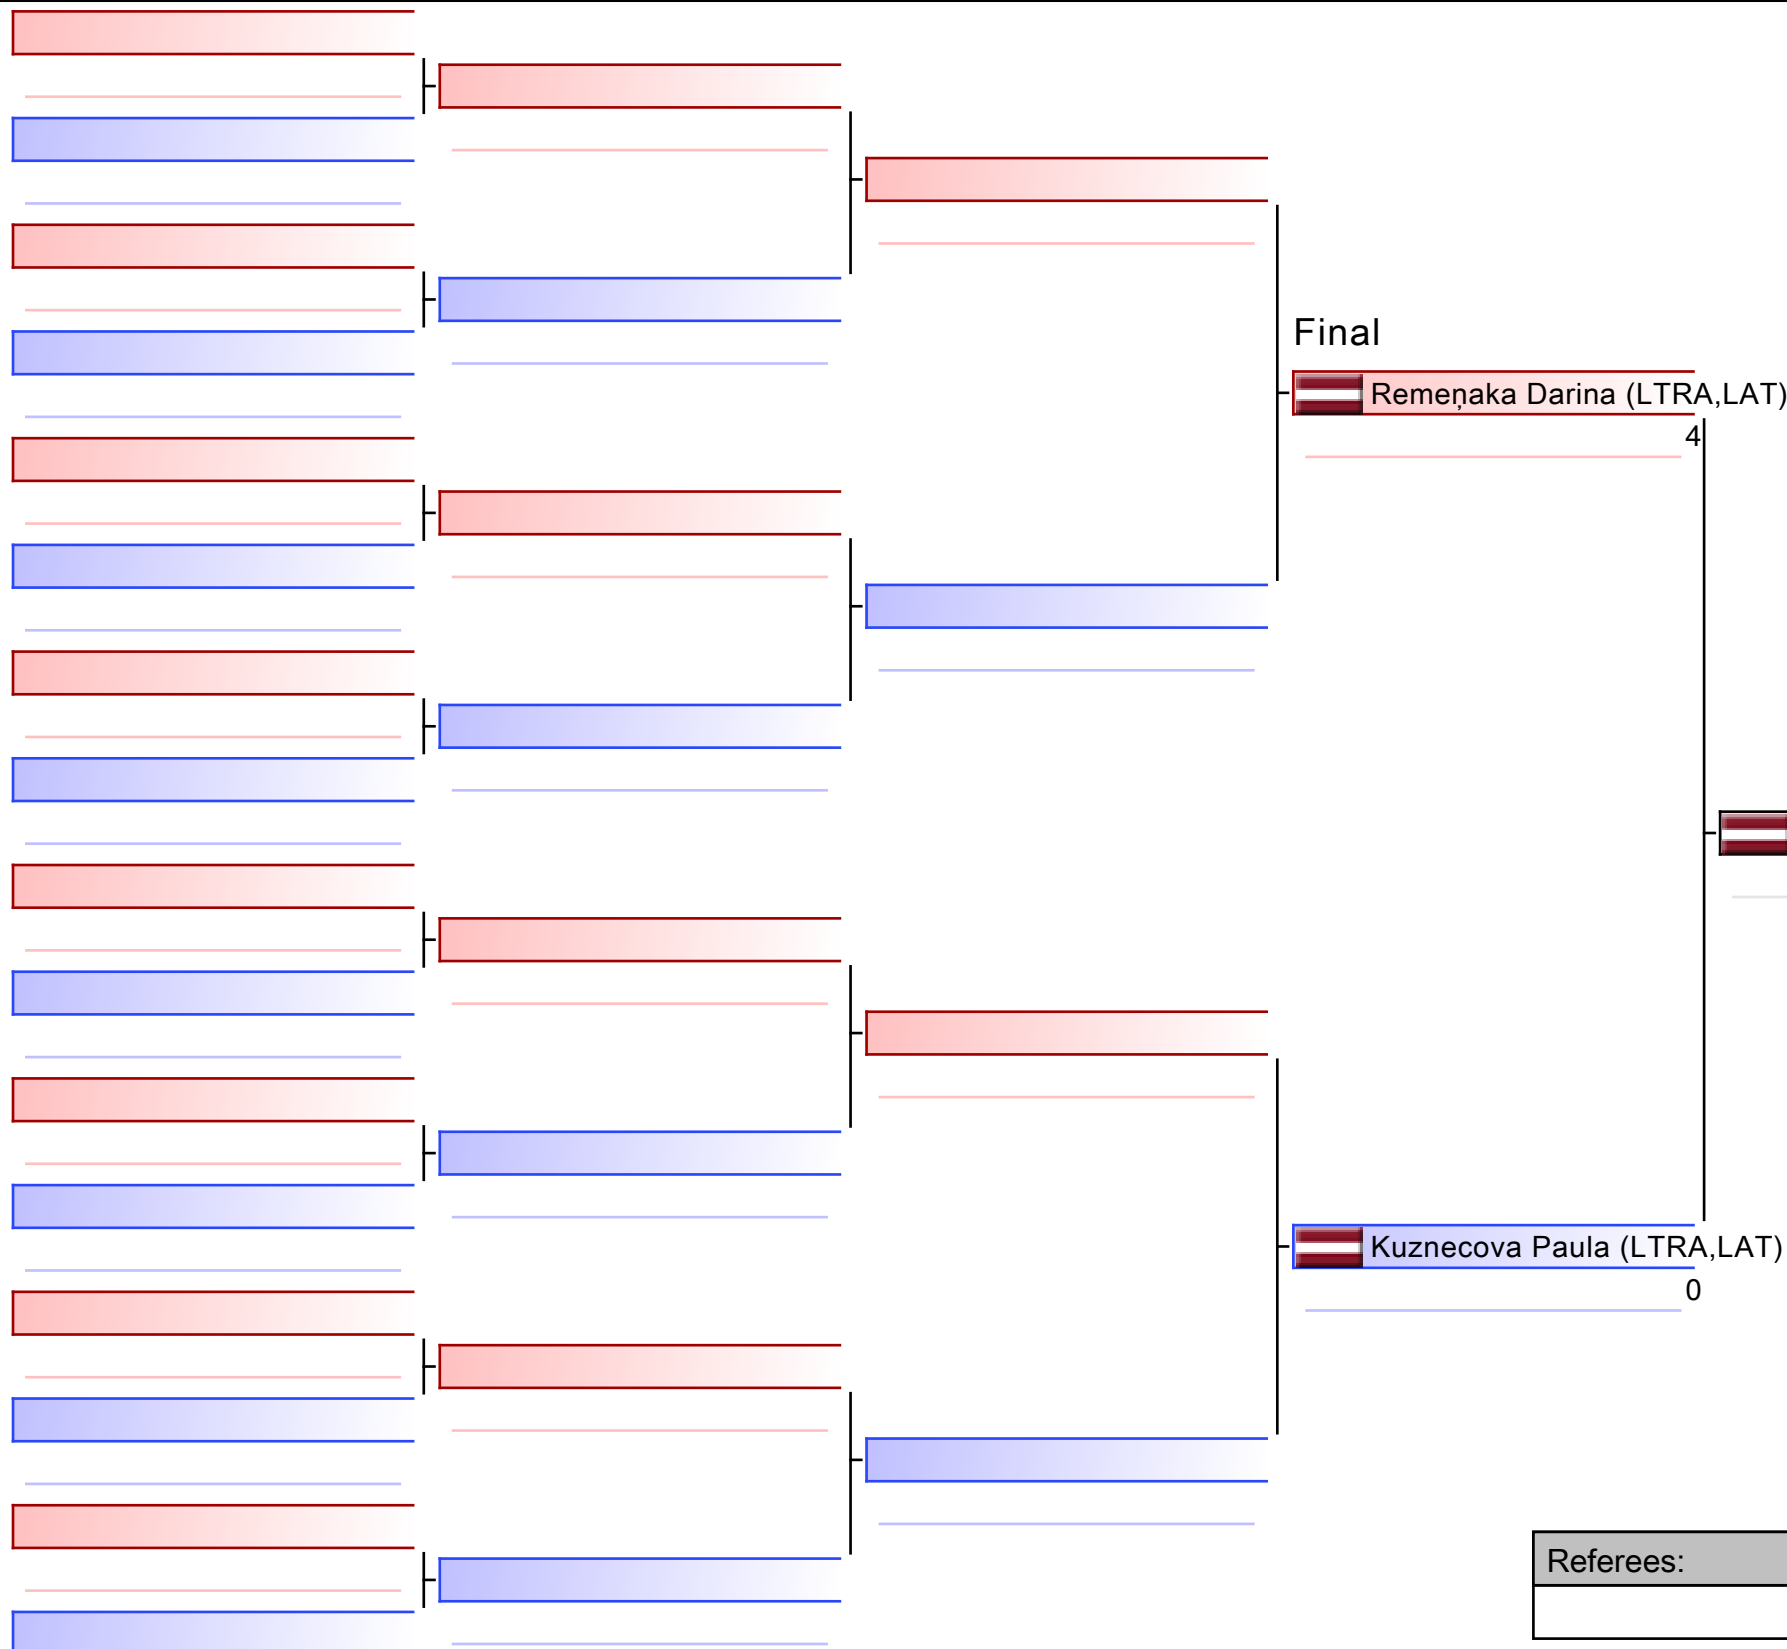 Final
Remeņaka Darina (LTRA,LAT)
4
Kuznecova Paula (LTRA,LAT)
0
Referees: